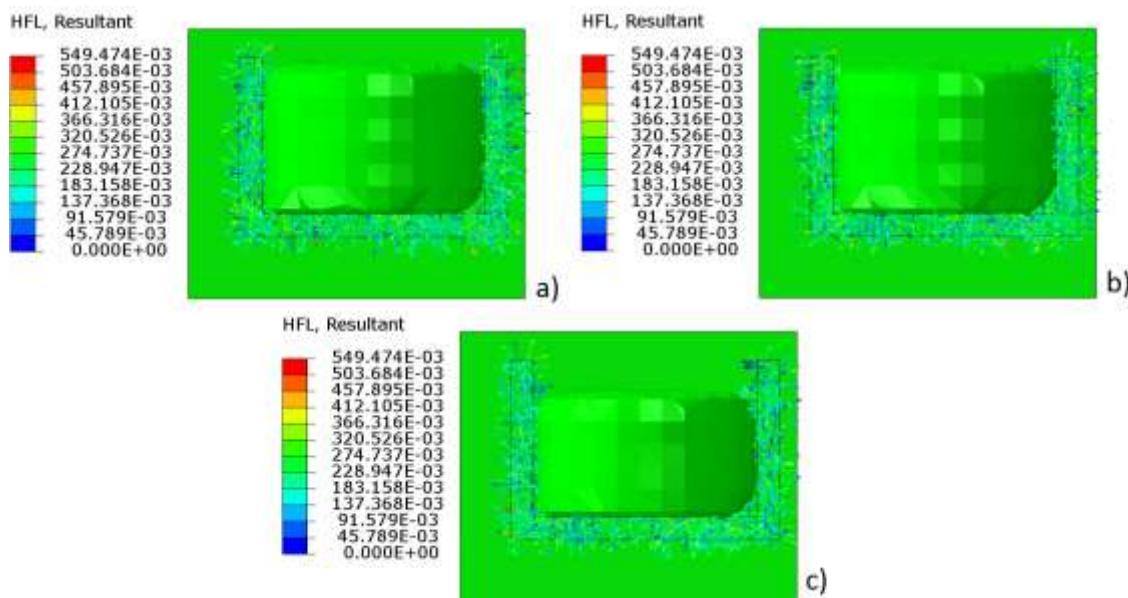 HFL, Resultant
549.474E-03
503.684E-03
457.895E-03
412.105E-03
366.316E-03
320.526E-03
274.737E-03
228.947E-03
183.158E-03
137.368E-03
91.579E-03
45.789E-03
0.000E+00
a)
HFL, Resultant
549.474E-03
503.684E-03
457.895E-03
412.105E-03
366.316E-03
320.526E-03
274.737E-03
228.947E-03
183.158E-03
137.368E-03
91.579E-03
45.789E-03
0.000E+00
b)
HFL, Resultant
549.474E-03
503.684E-03
457.895E-03
412.105E-03
366.316E-03
320.526E-03
274.737E-03
228.947E-03
183.158E-03
137.368E-03
91.579E-03
45.789E-03
0.000E+00
c)